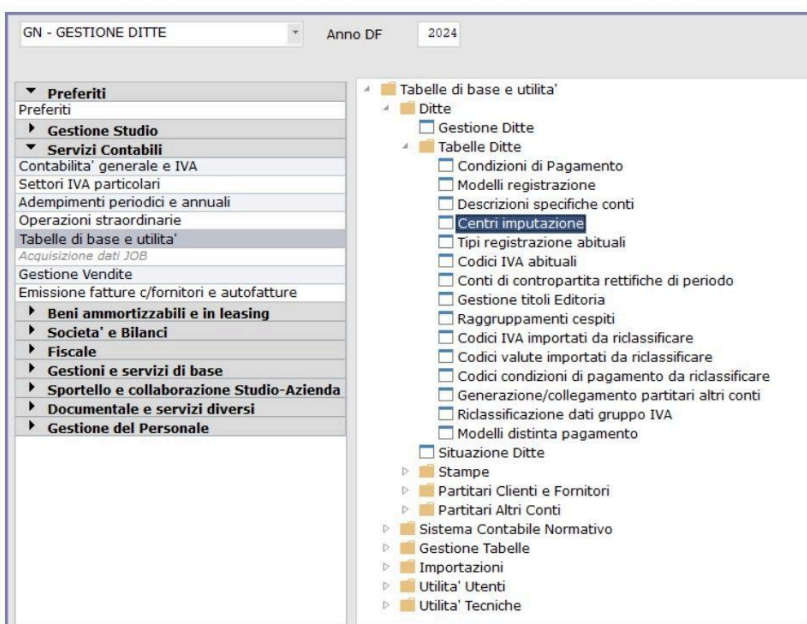 GN - GESTIONE DITTE
Anno DF 2024
Preferiti
Preferiti
Gestione Studio
Servizi Contabili
Contabilita' generale e IVA
Settori IVA particolari
Adempimenti periodici e annuali
Operazioni straordinarie
Tabelle di base e utilita'
Acquisizione dati JOB
Gestione Vendite
Emissione fatture c/fornitori e autofatture
Beni ammortizzabili e in leasing
Societa' e Bilanci
Fiscale
Gestioni e servizi di base
Sportello e collaborazione Studio-Azienda
Documentale e servizi diversi
Gestione del Personale
Tabelle di base e utilita'
Ditte
Gestione Ditte
Tabelle Ditte
Condizioni di Pagamento
Modelli registrazione
Descrizioni specifiche conti
Centri imputazione
Tipi registrazione abituali
Codici IVA abituali
Conti di contropartita rettifiche di periodo
Gestione titoli Editoria
Raggruppamenti cespiti
Codici IVA importati da riclassificare
Codici valute importati da riclassificare
Codici condizioni di pagamento da riclassificare
Generazione/collegamento partitari altri conti
Riclassificazione dati gruppo IVA
Modelli distinta pagamento
Situazione Ditte
Stampe
Partitari Clienti e Fornitori
Partitari Altri Conti
Sistema Contabile Normativo
Gestione Tabelle
Importazioni
Utilita' Utenti
Utilita' Tecniche